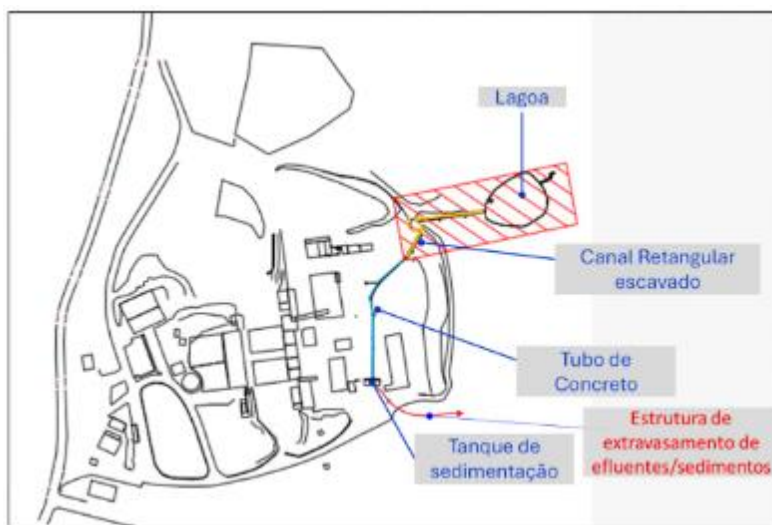 Lagoa
Canal Retangular
escavado
Tubo de
Concreto
Estrutura de
extravasamento de
efluentes/sedimentos
Tanque de
sedimentação